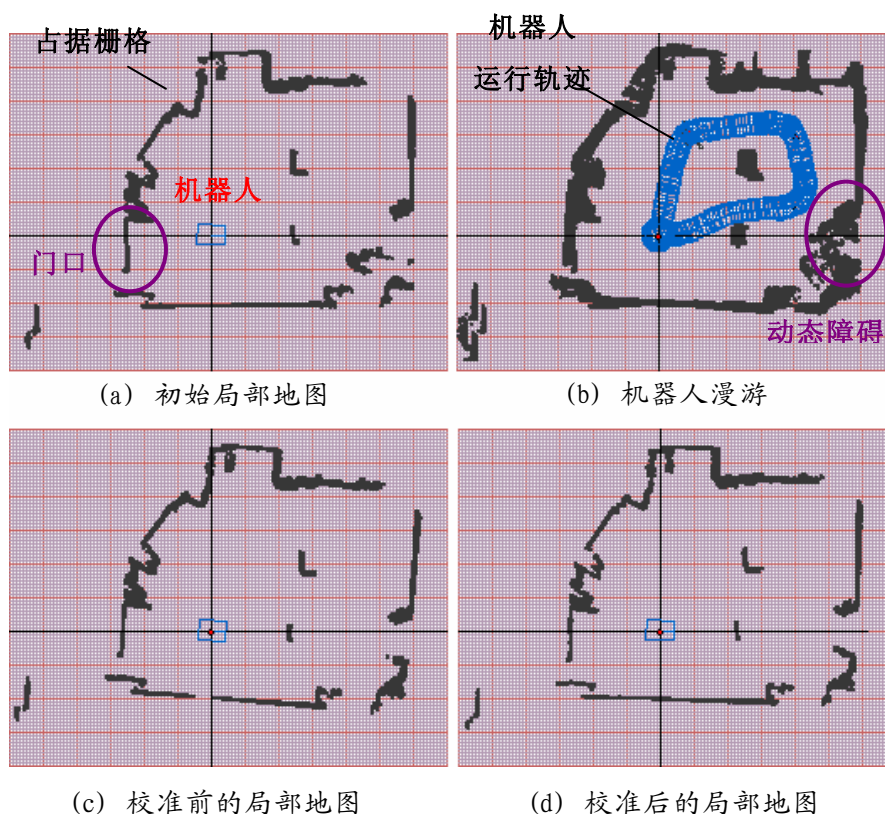 占据栅格
机器人
门口
(a) 初始局部地图
机器人
运行轨迹
动态障碍
(b) 机器人漫游
(c) 校准前的局部地图
(d) 校准后的局部地图